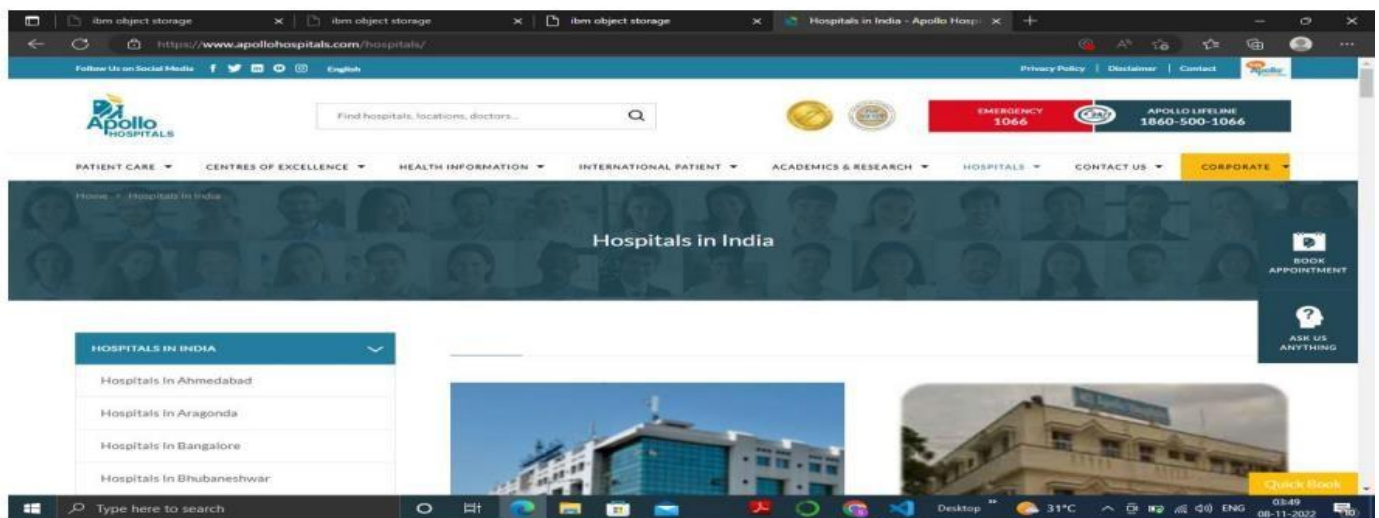 ibm object storage
ibm object storage
ibm object storage
Hospitals in India - Apollo Hosp
https://www.apollohospitals.com/hospitals/
Follow Us on Social Media
English
Privacy Policy | Disclaimer | Contact
Apollo
HOSPITALS
Find hospitals, locations, doctors...
EMERGENCY
1066
APOLLO LIFELINE
1860-500-1066
PATIENT CARE
CENTRES OF EXCELLENCE
HEALTH INFORMATION
INTERNATIONAL PATIENT
ACADEMICS & RESEARCH
HOSPITALS
CONTACT US
CORPORATE
Home > Hospitals in India
Hospitals in India
BOOK
APPOINTMENT
ASK US
ANYTHING
HOSPITALS IN INDIA
Hospitals In Ahmedabad
Hospitals In Aragonda
Hospitals In Bangalore
Hospitals In Bhubaneshwar
Quick Book
Type here to search
Desktop
31°C
ENG
03:49
08-11-2022